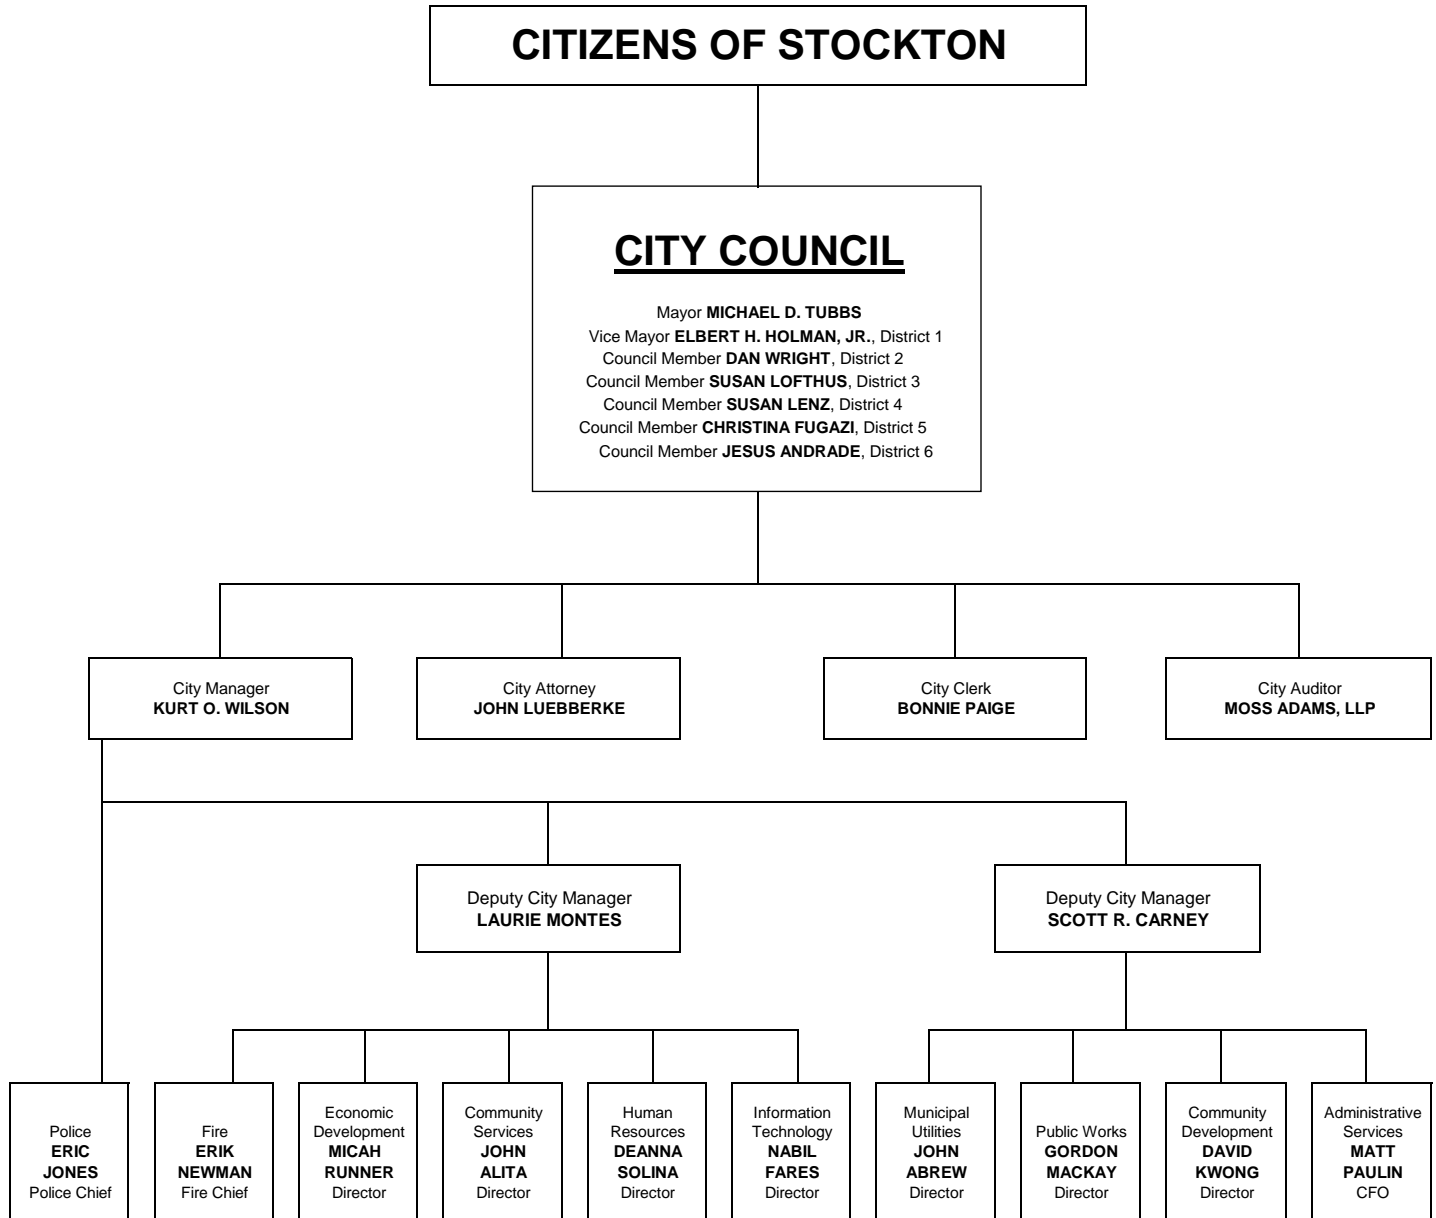 CITIZENS OF STOCKTON
CITY COUNCIL
Mayor MICHAEL D. TUBBS
Vice Mayor ELBERT H. HOLMAN, JR., District 1
Council Member DAN WRIGHT, District 2
Council Member SUSAN LOFTHUS, District 3
Council Member SUSAN LENZ, District 4
Council Member CHRISTINA FUGAZI, District 5
Council Member JESUS ANDRADE, District 6
City Manager
KURT O. WILSON
City Attorney
JOHN LUEBBERKE
City Clerk
BONNIE PAIGE
City Auditor
MOSS ADAMS, LLP
Deputy City Manager
LAURIE MONTES
Deputy City Manager
SCOTT R. CARNEY
Police
ERIC
JONES
Police Chief
Fire
ERIK
NEWMAN
Fire Chief
Economic
Development
MICAH
RUNNER
Director
Community
Services
JOHN
ALITA
Director
Human
Resources
DEANNA
SOLINA
Director
Information
Technology
NABIL
FARES
Director
Municipal
Utilities
JOHN
ABREW
Director
Public Works
GORDON
MACKAY
Director
Community
Development
DAVID
KWONG
Director
Administrative
Services
MATT
PAULIN
CFO